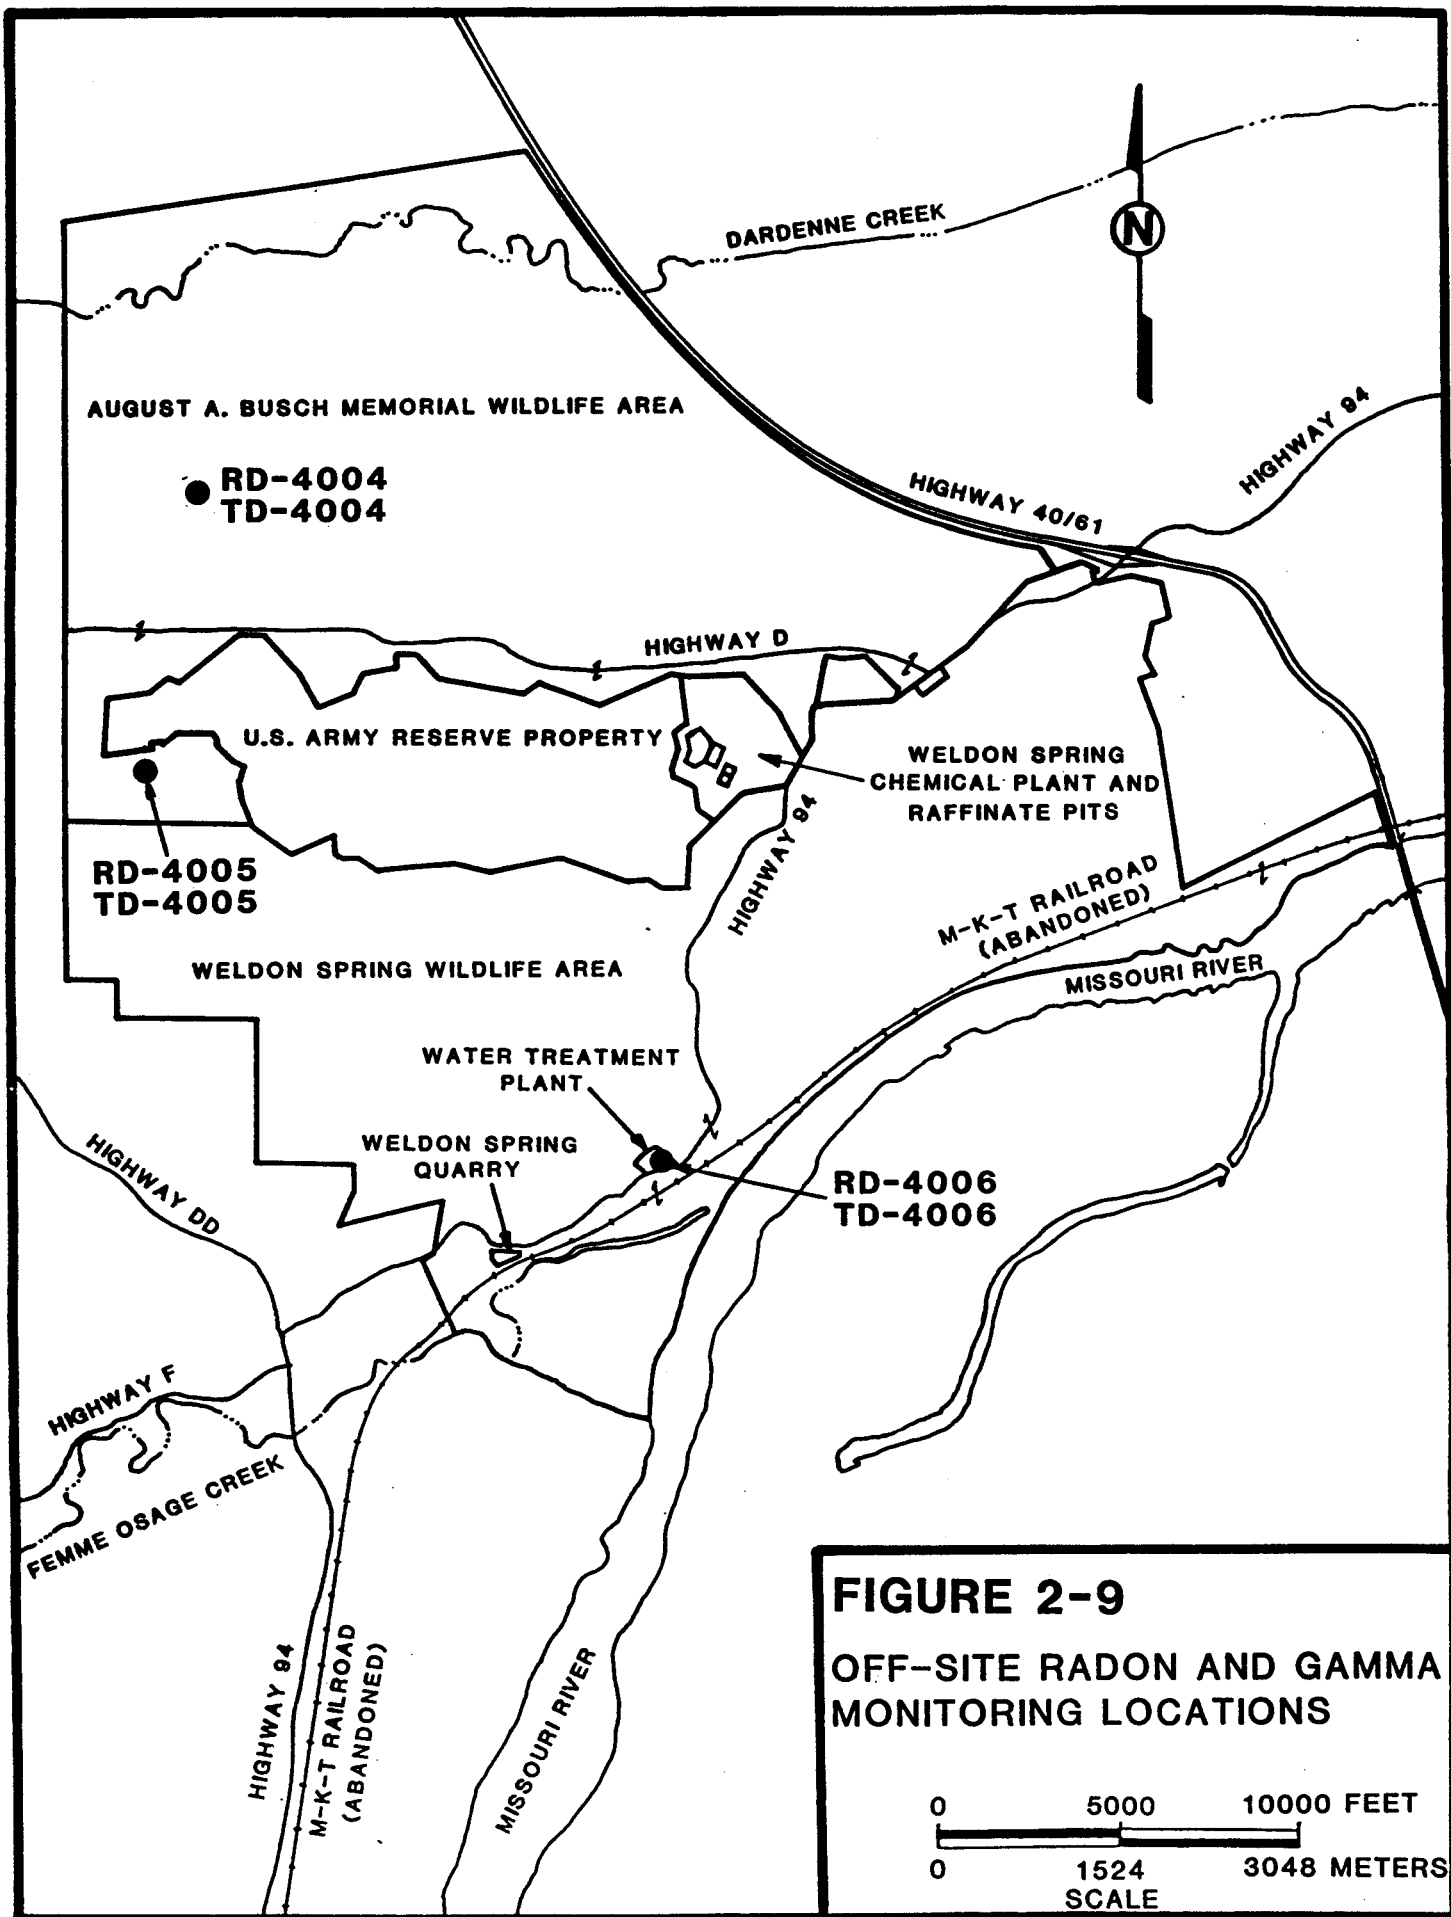 DARDENNE CREEK
N
AUGUST A. BUSCH MEMORIAL WILDLIFE AREA
HIGHWAY 94
RD-4004
TD-4004
HIGHWAY 40/61
HIGHWAY D
U.S. ARMY RESERVE PROPERTY
WELDON SPRING
CHEMICAL PLANT AND
RAFFINATE PITS
HIGHWAY 94
RD-4005
TD-4005
M-K-T RAILROAD
(ABANDONED)
WELDON SPRING WILDLIFE AREA
MISSOURI RIVER
WATER TREATMENT
PLANT
WELDON SPRING
QUARRY
HIGHWAY DD
RD-4006
TD-4006
HIGHWAY F
FEMME OSAGE CREEK
HIGHWAY 94
M-K-T RAILROAD
(ABANDONED)
MISSOURI RIVER
FIGURE 2-9
OFF-SITE RADON AND GAMMA
MONITORING LOCATIONS
0 5000 10000 FEET
0 1524 3048 METERS
SCALE